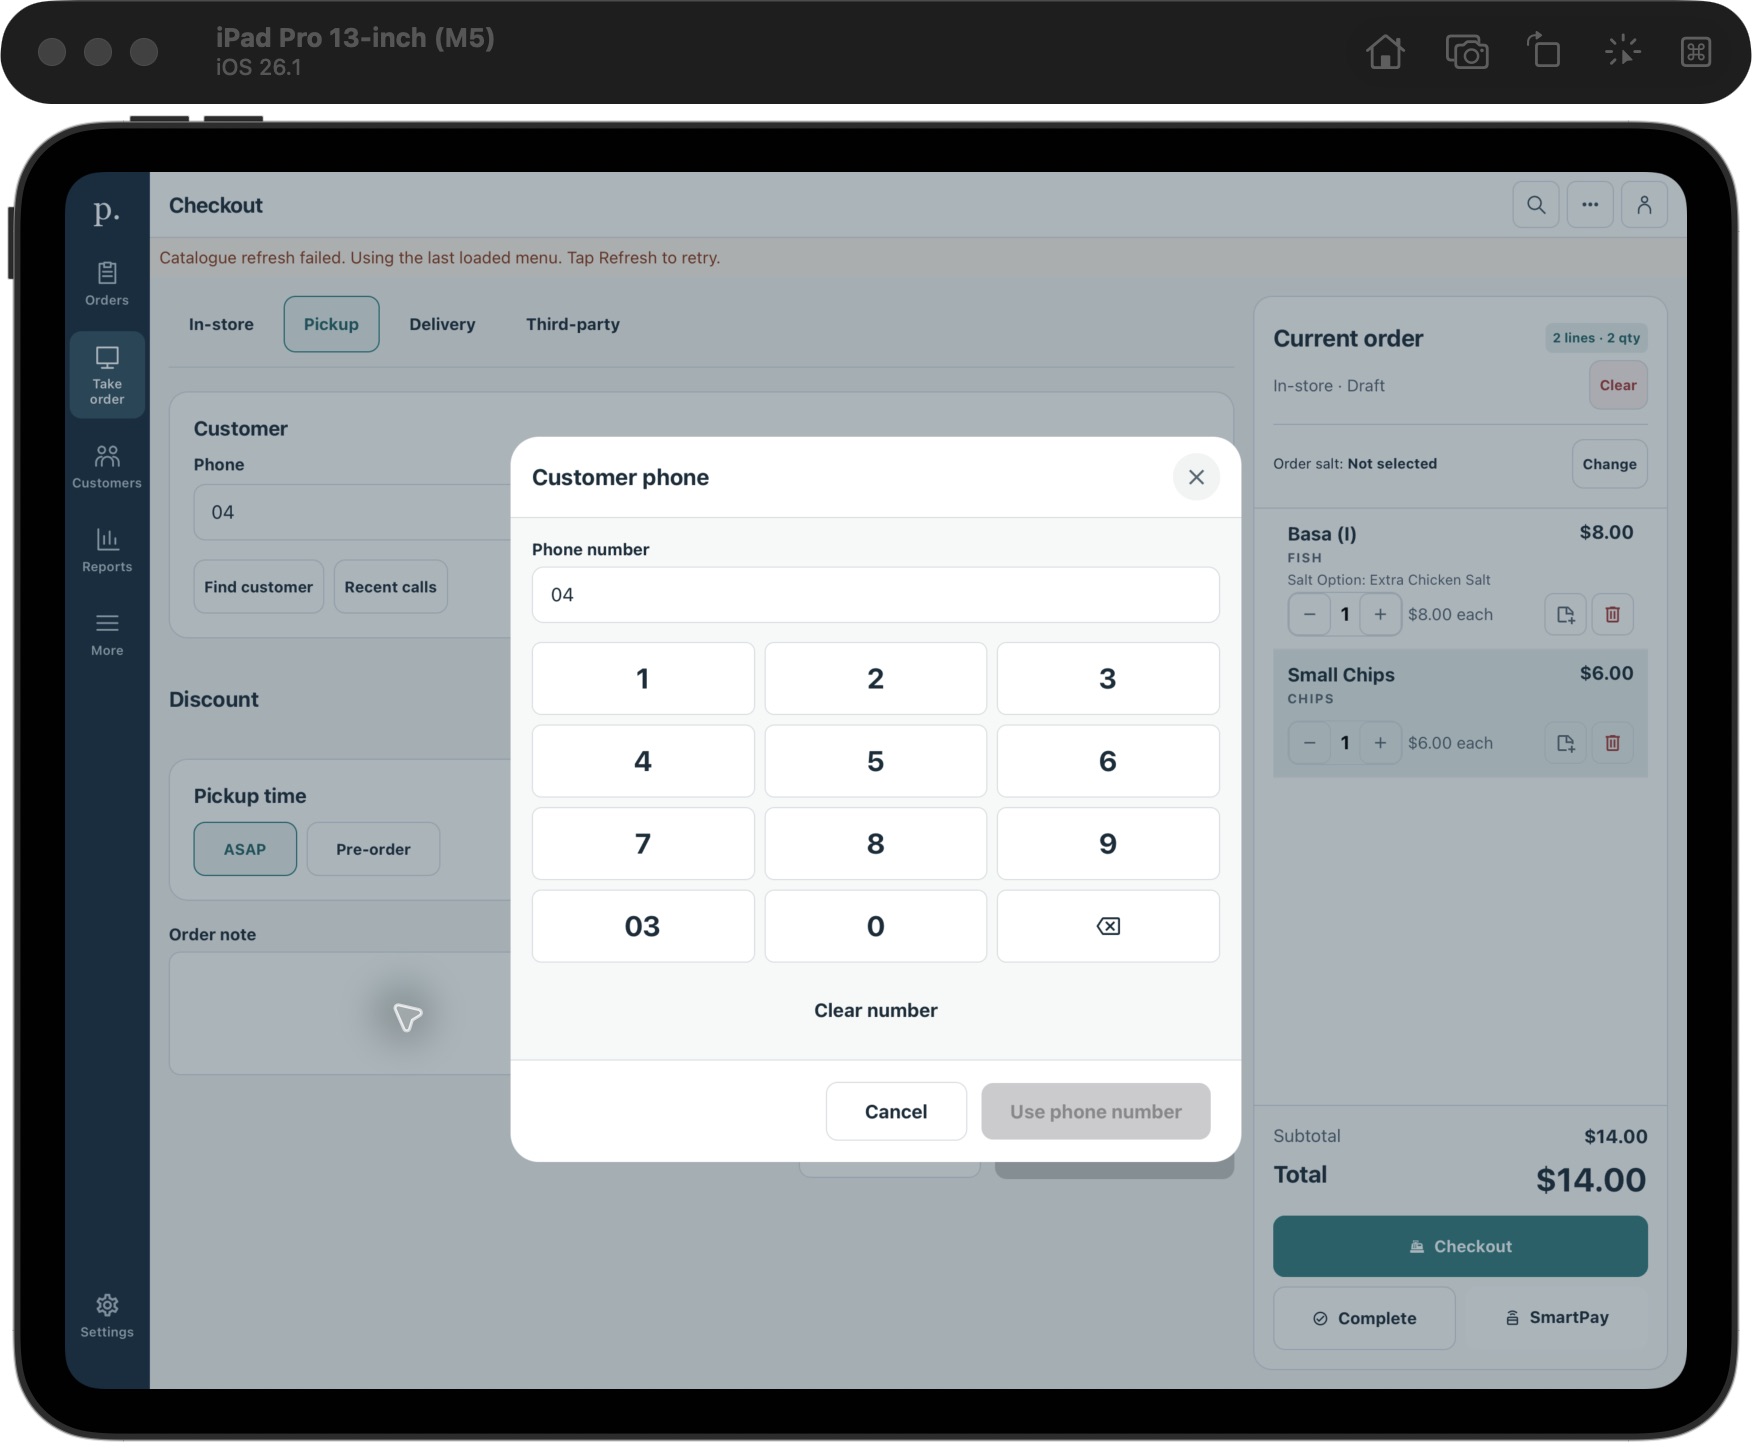 iPad Pro 13-inch (M5)
iOS 26.1
p.
Orders
Take
order
Customers
Reports
More
Settings
Checkout
Catalogue refresh failed. Using the last loaded menu. Tap Refresh to retry.
In-store
Pickup
Delivery
Third-party
Customer
Phone
04
Find customer
Recent calls
Discount
Pickup time
ASAP
Pre-order
Order note
Customer phone
Phone number
04
1
2
3
4
5
6
7
8
9
03
0
Clear number
Cancel
Use phone number
Current order
2 lines · 2 qty
In-store · Draft
Clear
Order salt: Not selected
Change
Basa (I)
$8.00
FISH
Salt Option: Extra Chicken Salt
1
$8.00 each
Small Chips
$6.00
CHIPS
1
$6.00 each
Subtotal
$14.00
Total
$14.00
Checkout
Complete
SmartPay